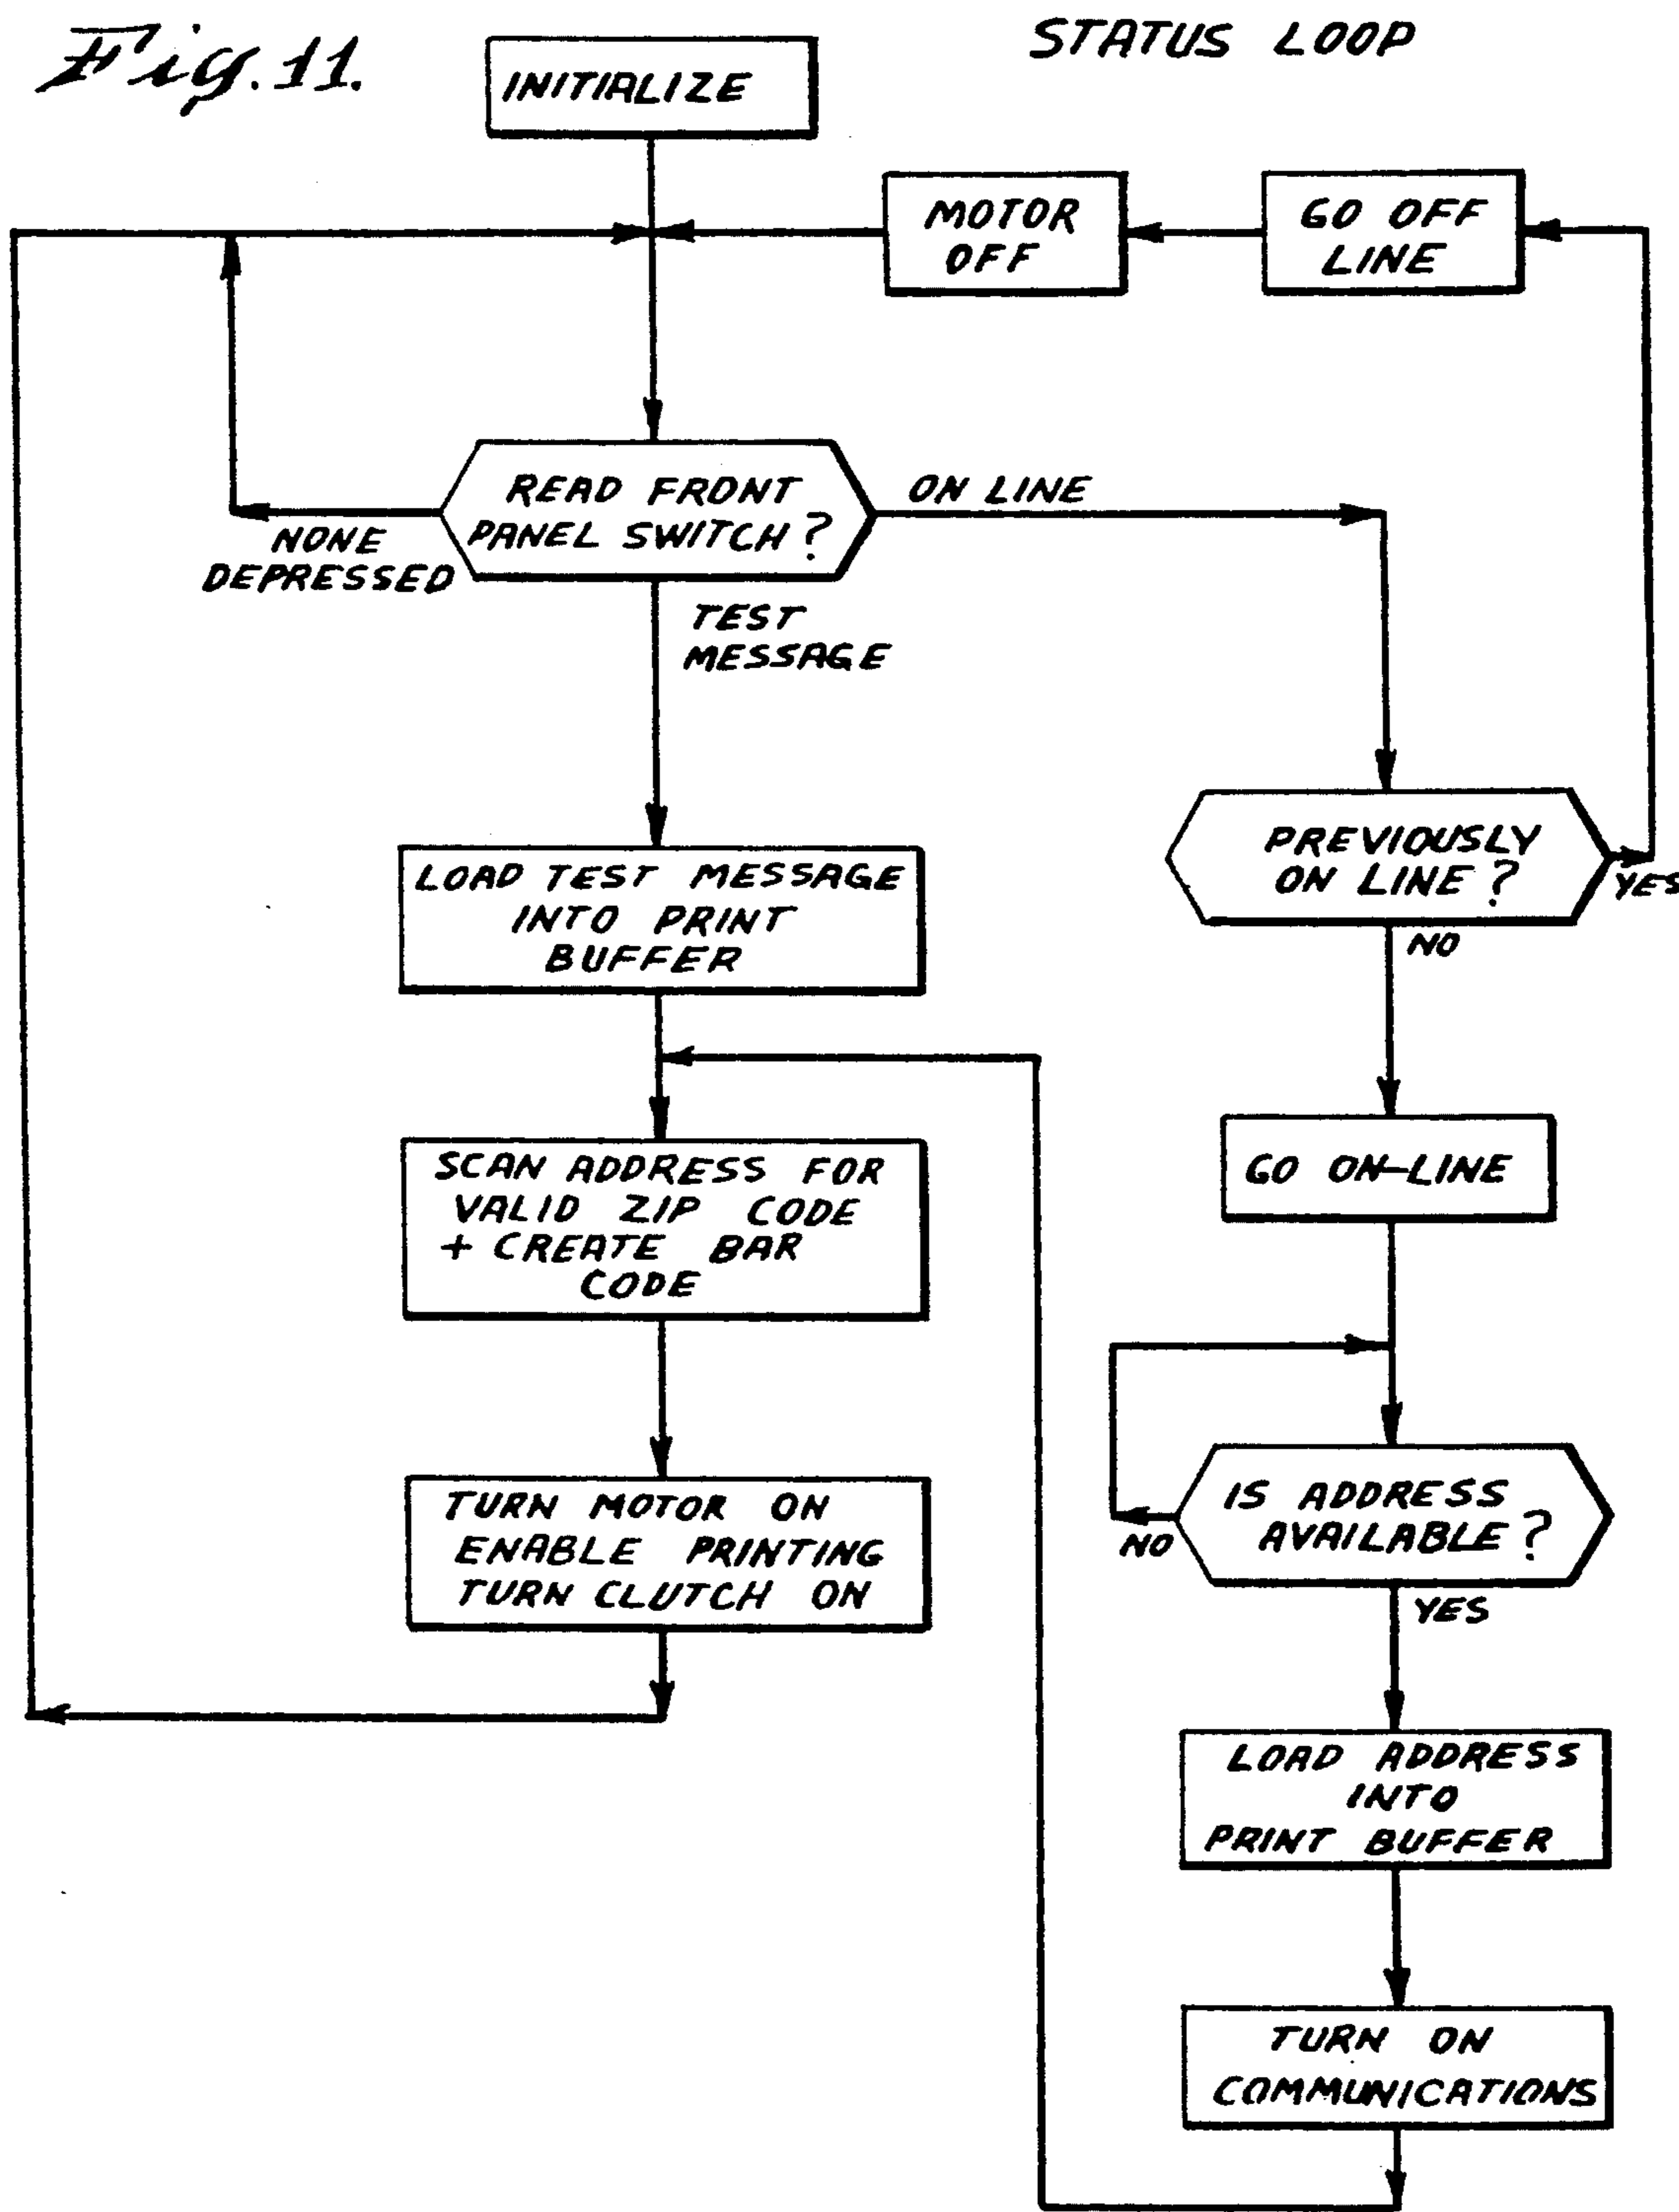 Fig. 11.
STATUS LOOP
INITIALIZE
MOTOR
OFF
GO OFF
LINE
READ FRONT
PANEL SWITCH?
ON LINE
NONE
DEPRESSED
TEST
MESSAGE
PREVIOUSLY
ON LINE?
YES
NO
LOAD TEST MESSAGE
INTO PRINT
BUFFER
SCAN ADDRESS FOR
VALID ZIP CODE
+ CREATE BAR
CODE
GO ON-LINE
TURN MOTOR ON
ENABLE PRINTING
TURN CLUTCH ON
IS ADDRESS
AVAILABLE?
NO
YES
LOAD ADDRESS
INTO
PRINT BUFFER
TURN ON
COMMUNICATIONS